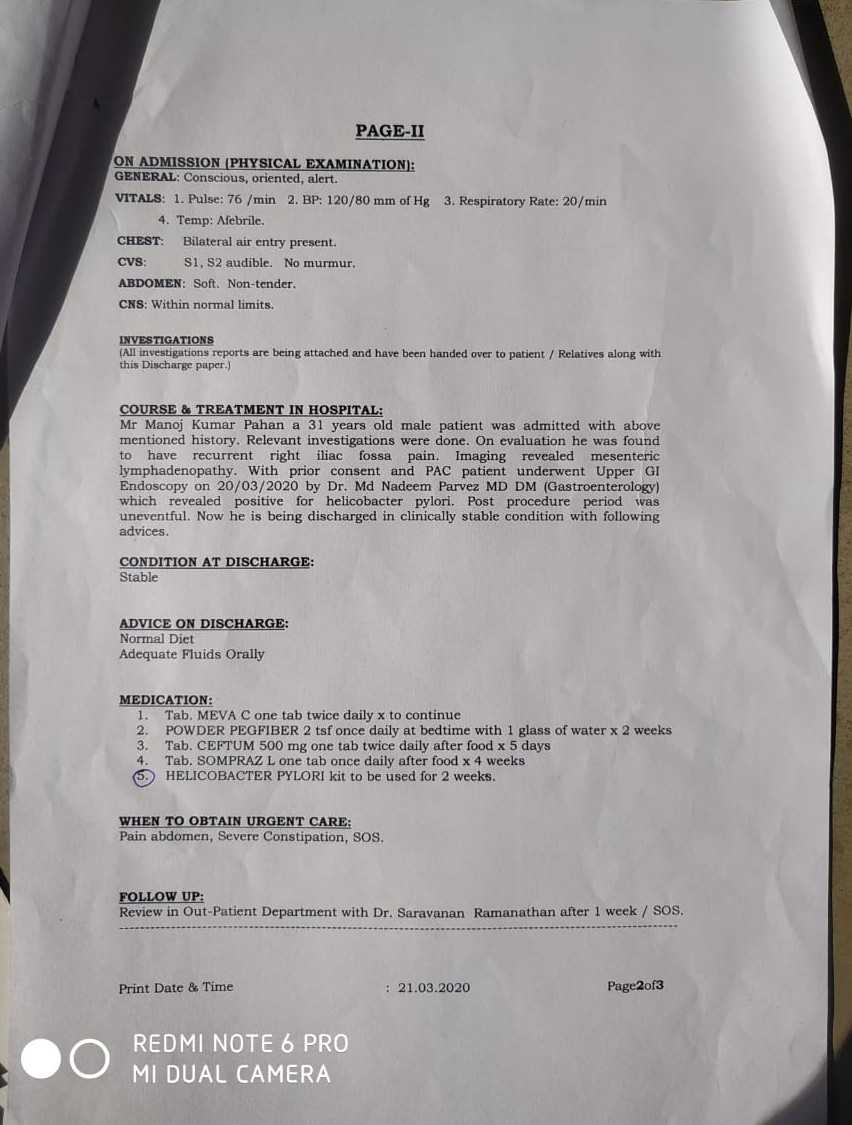 PAGE-II
ON ADMISSION (PHYSICAL EXAMINATION):
GENERAL: Conscious, oriented, alert.
VITALS: 1. Pulse: 76 /min 2. BP: 120/80 mm of Hg 3. Respiratory Rate: 20/min
4. Temp: Afebrile.
CHEST: Bilateral air entry present.
CVS: S1, S2 audible. No murmur.
ABDOMEN: Soft. Non-tender.
CNS: Within normal limits.
INVESTIGATIONS
(All investigations reports are being attached and have been handed over to patient / Relatives along with
this Discharge paper.)
COURSE & TREATMENT IN HOSPITAL:
Mr Manoj Kumar Pahan a 31 years old male patient was admitted with above
mentioned history. Relevant investigations were done. On evaluation he was found
to have recurrent right iliac fossa pain. Imaging revealed mesenteric
lymphadenopathy. With prior consent and PAC patient underwent Upper GI
Endoscopy on 20/03/2020 by Dr. Md Nadeem Parvez MD DM (Gastroenterology)
which revealed positive for helicobacter pylori. Post procedure period was
uneventful. Now he is being discharged in clinically stable condition with following
advices.
CONDITION AT DISCHARGE:
Stable
ADVICE ON DISCHARGE:
Normal Diet
Adequate Fluids Orally
MEDICATION:
1. Tab. MEVA C one tab twice daily x to continue
2. POWDER PEGFIBER 2 tsf once daily at bedtime with 1 glass of water x 2 weeks
3. Tab. CEFTUM 500 mg one tab twice daily after food x 5 days
4. Tab. SOMPRAZ L one tab once daily after food x 4 weeks
5. HELICOBACTER PYLORI kit to be used for 2 weeks.
WHEN TO OBTAIN URGENT CARE:
Pain abdomen, Severe Constipation, SOS.
FOLLOW UP:
Review in Out-Patient Department with Dr. Saravanan Ramanathan after 1 week / SOS.
Print Date & Time : 21.03.2020 Page2of3
REDMI NOTE 6 PRO
MI DUAL CAMERA